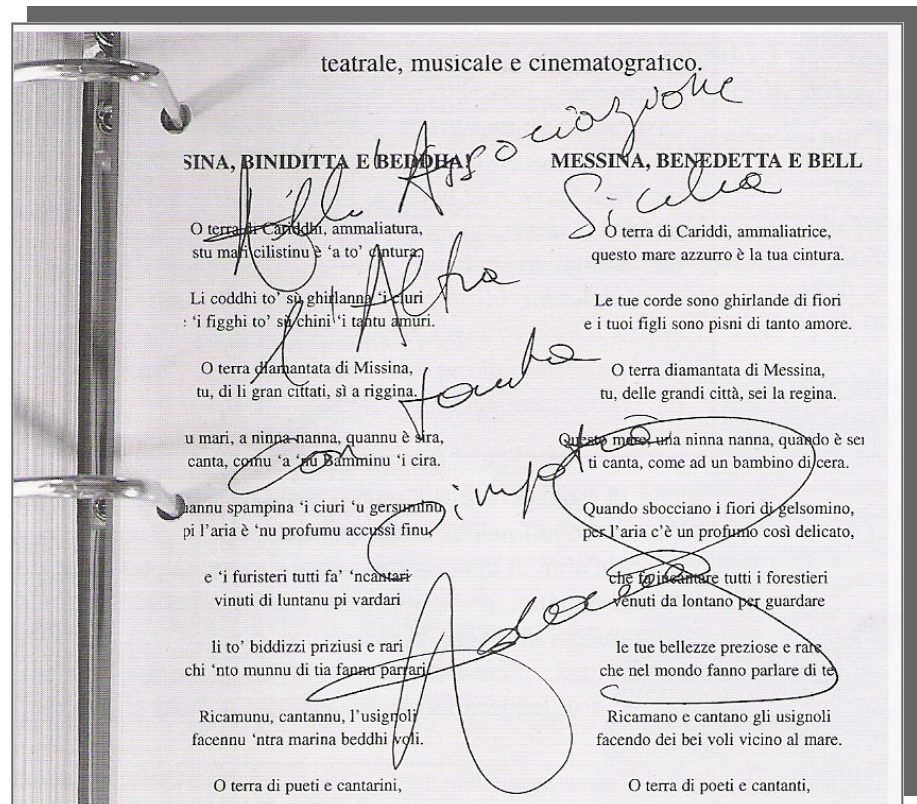 teatrale, musicale e cinematografico.
SINA, BINIDITTA E BEDDHA!
O terra di Cariddhi, ammaliatura,
stu mari cilistinu è ‘a to’ cintura.
Li coddhi to’ sù ghirlanna ‘i ciuri
‘i figghi to’ sù chini ‘i tantu amuri.
O terra diamantata di Missina,
tu, di li gran cittati, sì a riggina.
u mari, a ninna-nanna, quannu è sira,
canta, comu ‘a ‘nu Bamminu ‘i cira.
uannu spampina ‘i ciuri ‘u gersuminu,
pi l’aria è ‘nu profumu accussì finu,
e ‘i furisteri tutti fa’ ‘ncantari
vinuti di luntanu pi vardari
li to’ biddizzi priziusi e rari
chi ‘nto munnu di tia fannu parrari.
Ricamunu, cantannu, l’usignoli
facennu ‘ntra marina beddhi voli.
O terra di pueti e cantarini,
MESSINA, BENEDETTA E BELL
O terra di Cariddi, ammaliatrice,
questo mare azzurro è la tua cintura.
Le tue corde sono ghirlande di fiori
e i tuoi figli sono pisni di tanto amore.
O terra diamantata di Messina,
tu, delle grandi città, sei la regina.
Questo mare, una ninna nanna, quando è ser
ti canta, come ad un bambino di cera.
Quando sbocciano i fiori di gelsomino,
per l’aria c’è un profumo così delicato,
che fa incantare tutti i forestieri
venuti da lontano per guardare
le tue bellezze preziose e rare
che nel mondo fanno parlare di te
Ricamano e cantano gli usignoli
facendo dei bei voli vicino al mare.
O terra di poeti e cantanti,
Associazione
L'Altra Sicilia
con tanta
simpatia